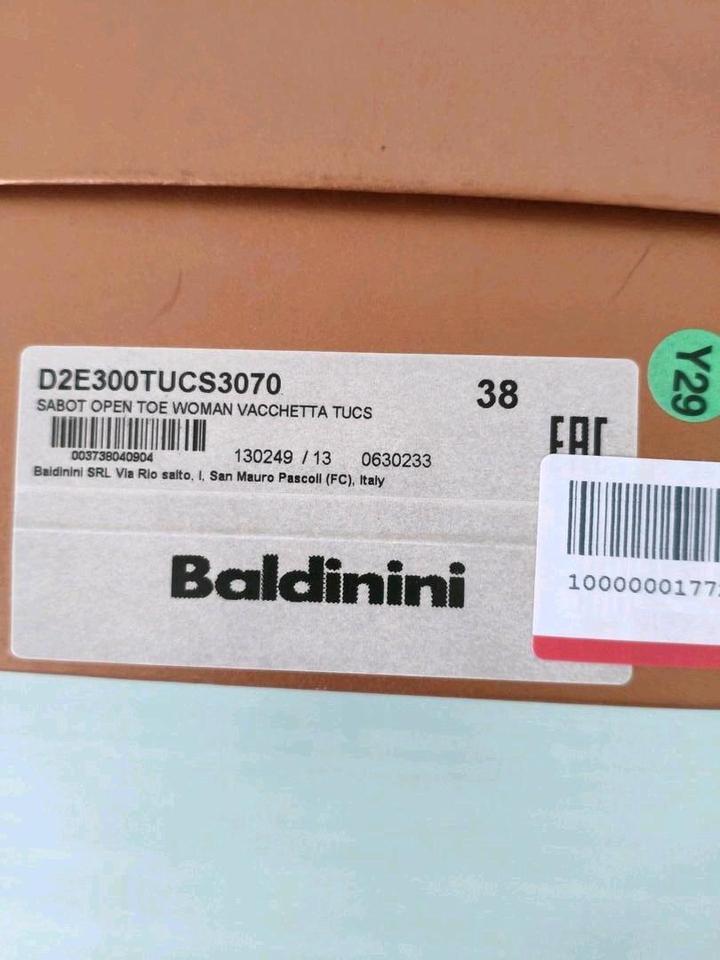 D2E300TUCS3070
38
SABOT OPEN TOE WOMAN VACCHETTA TUCS
003738040904
130249 / 13 0630233
EAC
Baldinini SRL Via Rio salto, I, San Mauro Pascoli (FC), Italy
Baldinini
Y29
1000000177